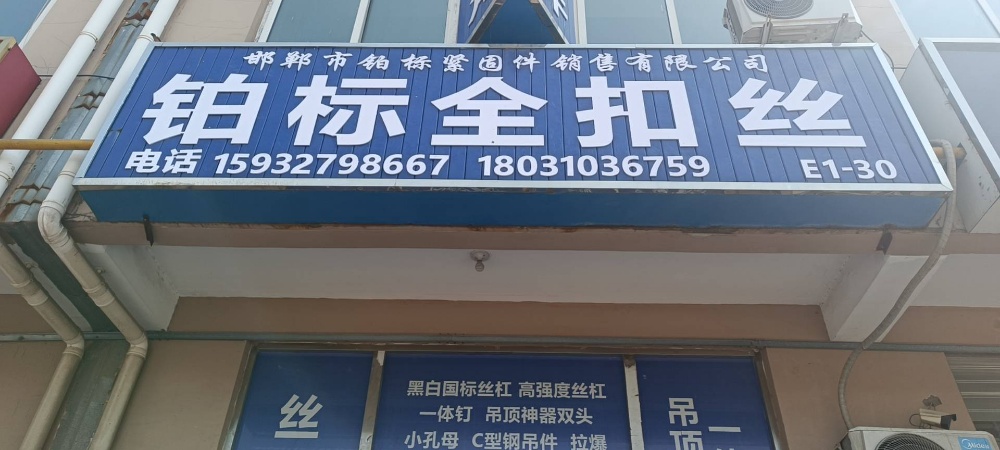 邯郸市铂标紧固件销售有限公司
铂标全扣丝
电话 15932798667 18031036759 E1-30
丝
黑白国标丝杠 高强度丝杠
一体钉 吊顶神器双头
小孔母 C型钢吊件 拉爆
吊顶
一
Midea